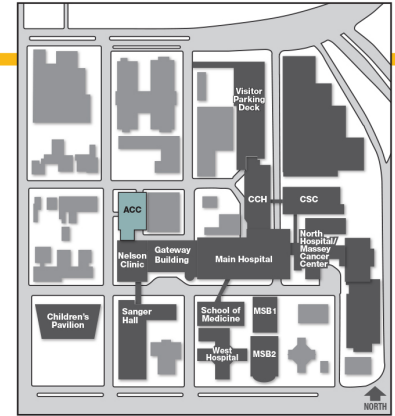 Visitor
Parking
Deck
CCH
CSC
ACC
North
Hospital/
Massey
Cancer
Center
Nelson
Clinic
Gateway
Building
Main Hospital
Children's
Pavilion
Sanger
Hall
School of
Medicine
MSB1
West
Hospital
MSB2
NORTH